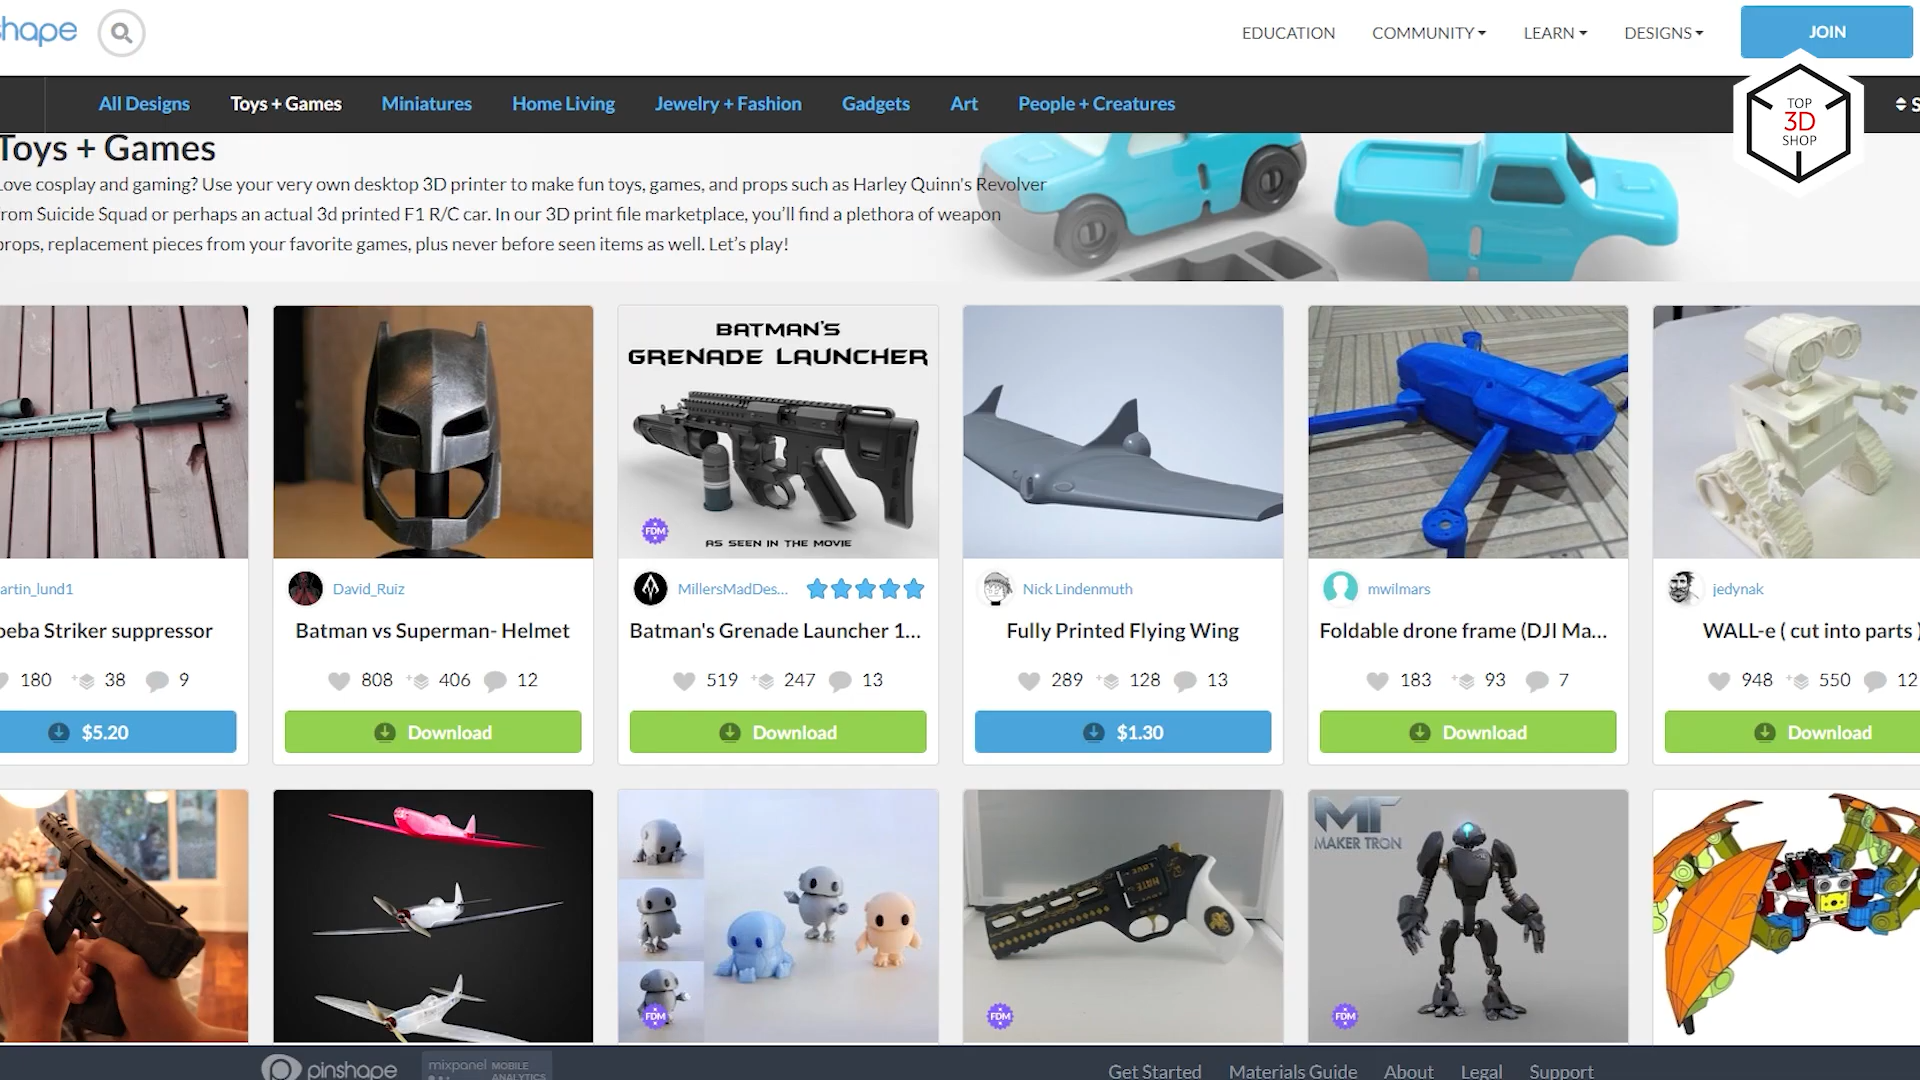 hape
EDUCATION
COMMUNITY
LEARN
DESIGNS
JOIN
All Designs
Toys + Games
Miniatures
Home Living
Jewelry + Fashion
Gadgets
Art
People + Creatures
S
TOP
3D
SHOP
Toys + Games
Love cosplay and gaming? Use your very own desktop 3D printer to make fun toys, games, and props such as Harley Quinn's Revolver
from Suicide Squad or perhaps an actual 3d printed F1 R/C car. In our 3D print file marketplace, you'll find a plethora of weapon
props, replacement pieces from your favorite games, plus never before seen items as well. Let's play!
BATMAN'S
GRENADE LAUNCHER
FDM
AS SEEN IN THE MOVIE
artin_lund1
David_Ruiz
MillersMadDes...
Nick Lindenmuth
mwilmars
jedynak
oeba Striker suppressor
Batman vs Superman- Helmet
Batman's Grenade Launcher 1...
Fully Printed Flying Wing
Foldable drone frame (DJI Ma...
WALL-e ( cut into parts )
180 38 9
808 406 12
519 247 13
289 128 13
183 93 7
948 550 12
$5.20
Download
Download
$1.30
Download
Download
MT
MAKER TRON
FDM
FDM
FDM
pinshape
mixpanel MOBILE
ANALYTICS
Get Started
Materials Guide
About
Legal
Support